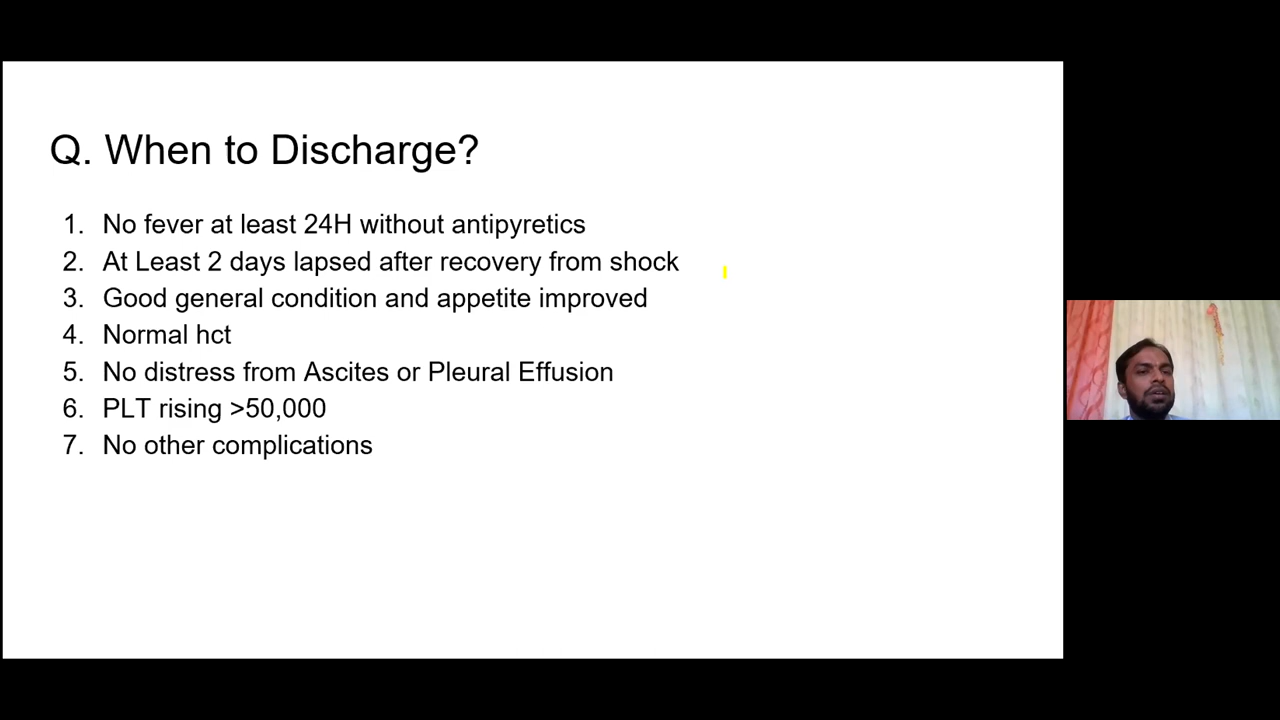 Q. When to Discharge?
1. No fever at least 24H without antipyretics
2. At Least 2 days lapsed after recovery from shock
3. Good general condition and appetite improved
4. Normal hct
5. No distress from Ascites or Pleural Effusion
6. PLT rising >50,000
7. No other complications